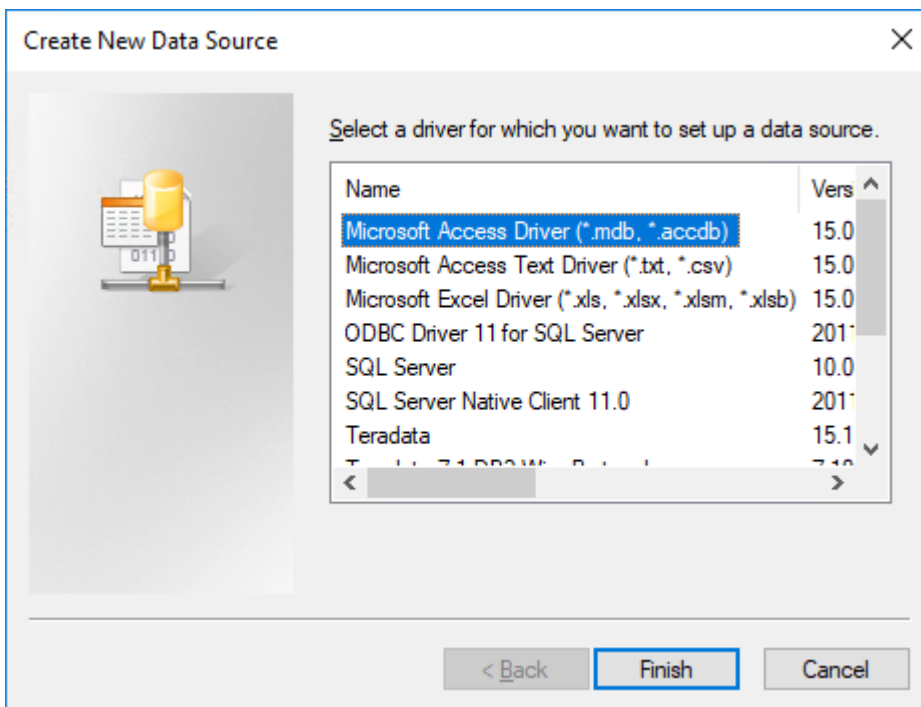 Create New Data Source
Select a driver for which you want to set up a data source.
Name Vers
Microsoft Access Driver (*.mdb, *.accdb) 15.0
Microsoft Access Text Driver (*.txt, *.csv) 15.0
Microsoft Excel Driver (*.xls, *.xlsx, *.xlsm, *.xlsb) 15.0
ODBC Driver 11 for SQL Server 201
SQL Server 10.0
SQL Server Native Client 11.0 201
Teradata 15.1
< Back Finish Cancel